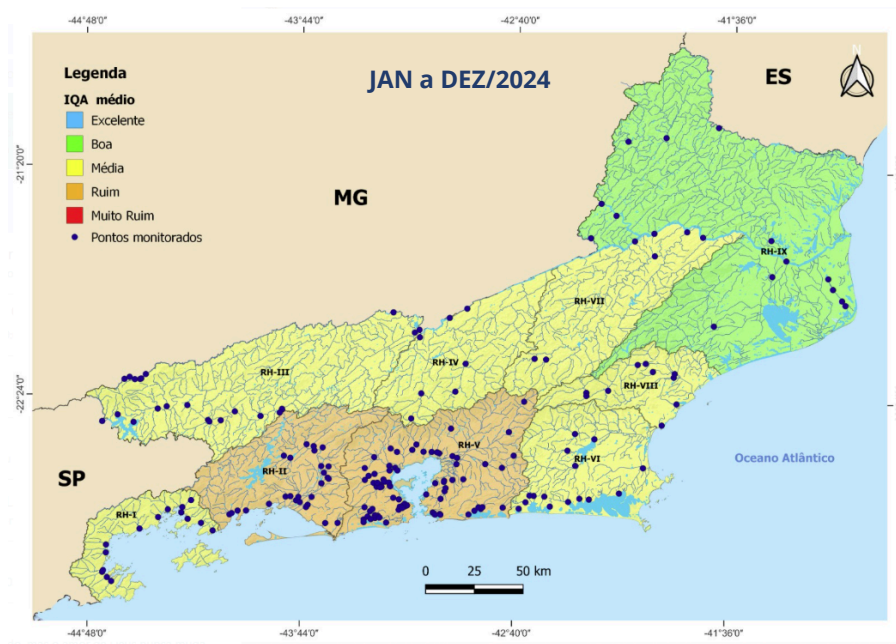 -44°48'0"
-43°44'0"
-42°40'0"
-41°36'0"
Legenda
IQA médio
Excelente
Boa
Média
Ruim
Muito Ruim
Pontos monitorados
JAN a DEZ/2024
ES
N
-21°20'0"
MG
RH-IX
RH-VII
RH-IV
RH-III
RH-VIII
-22°24'0"
RH-V
RH-II
RH-VI
SP
RH-I
Oceano Atlântico
0 25 50 km
-44°48'0"
-43°44'0"
-42°40'0"
-41°36'0"